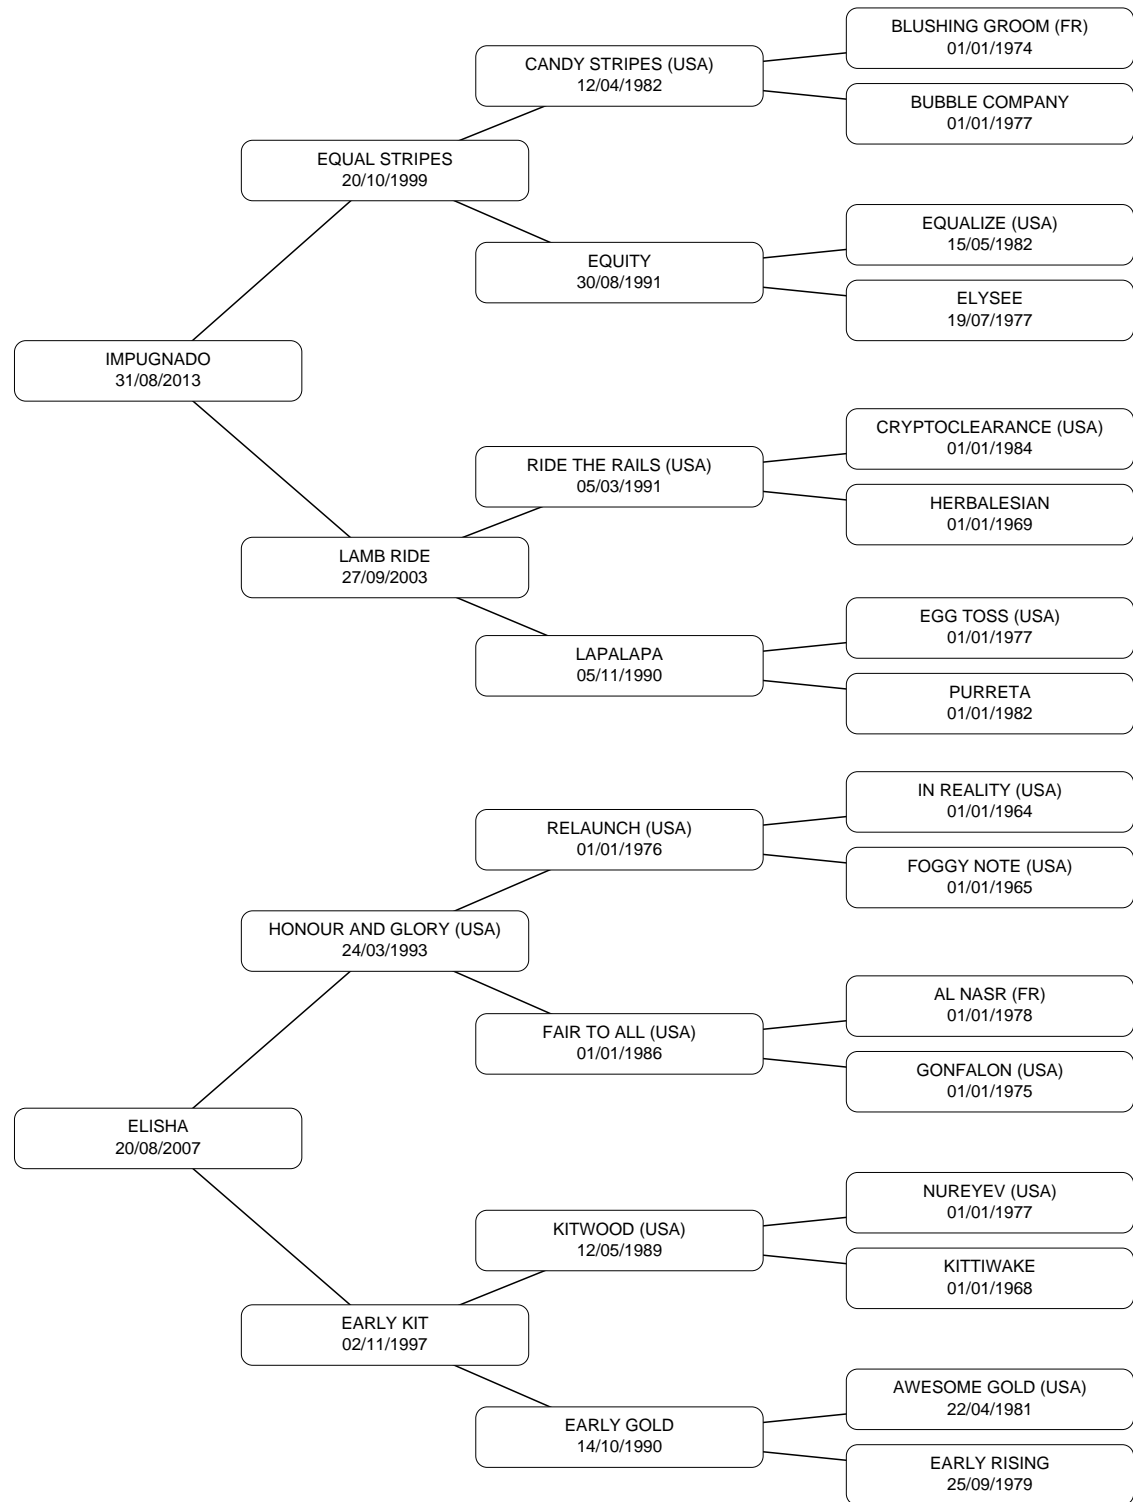 BLUSHING GROOM (FR)
01/01/1974
CANDY STRIPES (USA)
12/04/1982
BUBBLE COMPANY
01/01/1977
EQUAL STRIPES
20/10/1999
EQUALIZE (USA)
15/05/1982
EQUITY
30/08/1991
ELYSEE
19/07/1977
IMPUGNADO
31/08/2013
CRYPTOCLEARANCE (USA)
01/01/1984
RIDE THE RAILS (USA)
05/03/1991
HERBALESIAN
01/01/1969
LAMB RIDE
27/09/2003
EGG TOSS (USA)
01/01/1977
LAPALAPA
05/11/1990
PURRETA
01/01/1982
IN REALITY (USA)
01/01/1964
RELAUNCH (USA)
01/01/1976
FOGGY NOTE (USA)
01/01/1965
HONOUR AND GLORY (USA)
24/03/1993
AL NASR (FR)
01/01/1978
FAIR TO ALL (USA)
01/01/1986
GONFALON (USA)
01/01/1975
ELISHA
20/08/2007
NUREYEV (USA)
01/01/1977
KITWOOD (USA)
12/05/1989
KITTIWAKE
01/01/1968
EARLY KIT
02/11/1997
AWESOME GOLD (USA)
22/04/1981
EARLY GOLD
14/10/1990
EARLY RISING
25/09/1979